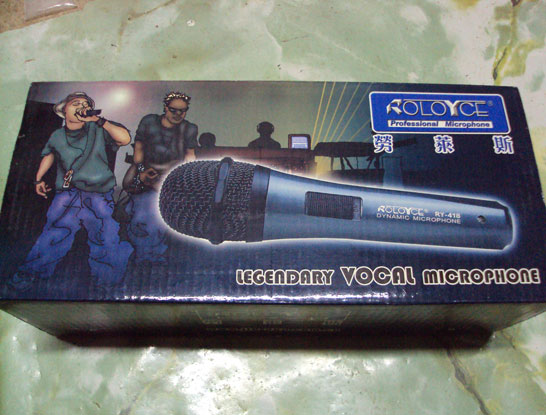 ROLOYCE®
Professional Microphone
勞萊斯
ROLOYCE RY-418
DYNAMIC MICROPHONE
LEGENDARY VOCAL MICROPHONE